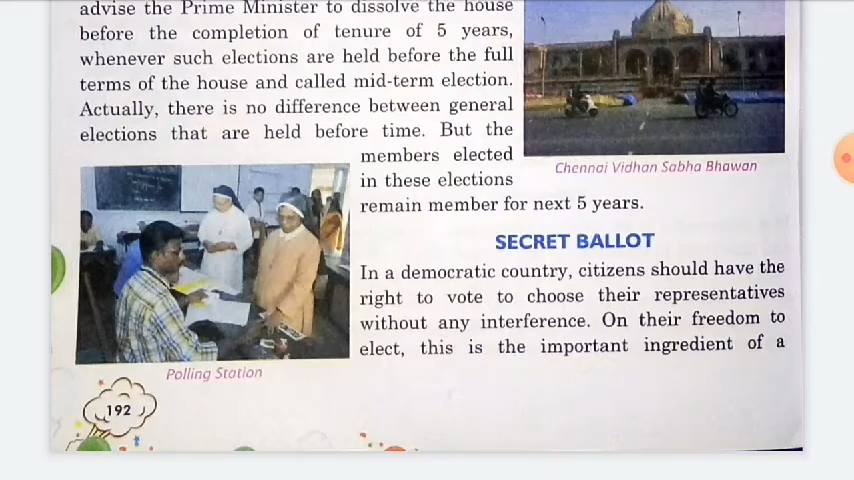 advise the Prime Minister to dissolve the house
before the completion of tenure of 5 years,
whenever such elections are held before the full
terms of the house and called mid-term election.
Actually, there is no difference between general
elections that are held before time. But the
members elected
in these elections
remain member for next 5 years.
Chennai Vidhan Sabha Bhawan
SECRET BALLOT
In a democratic country, citizens should have the
right to vote to choose their representatives
without any interference. On their freedom to
elect, this is the important ingredient of a
Polling Station
192